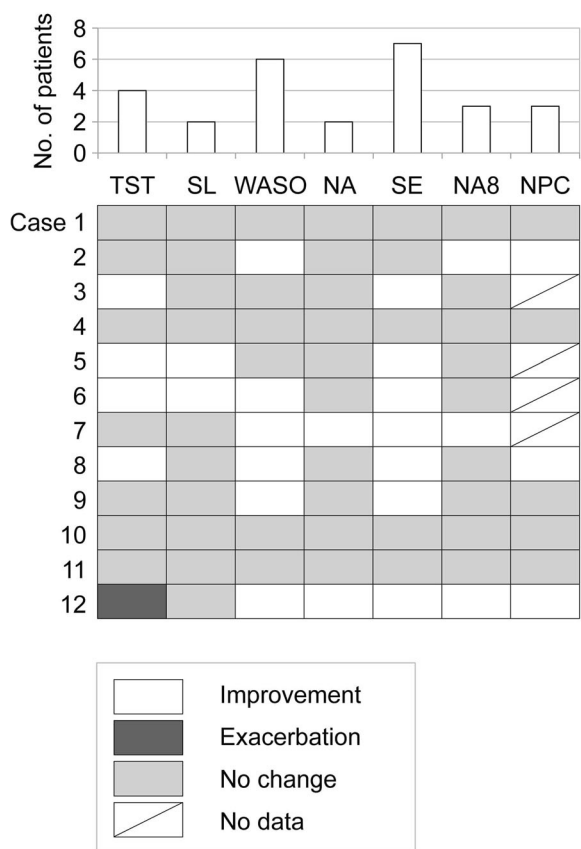 No. of patients
8
6
4
2
0
TST SL WASO NA SE NA8 NPC
Case 1
2
3
4
5
6
7
8
9
10
11
12
Improvement
Exacerbation
No change
No data